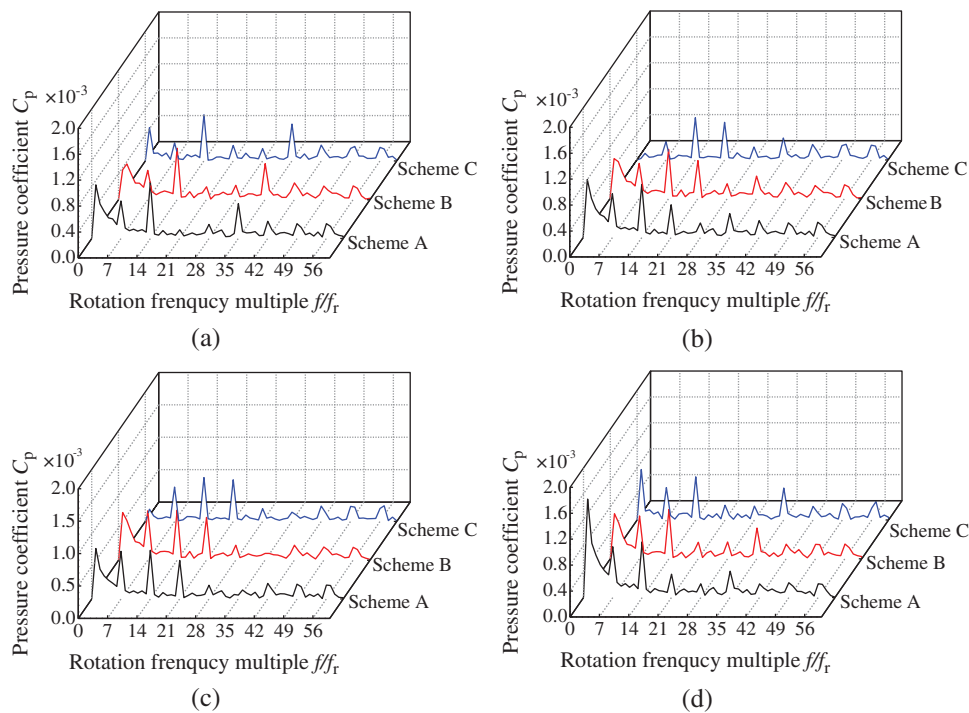 ×10⁻³
Pressure coefficient Cp
2.0
1.6
1.2
0.8
0.4
0.0
0 7 14 21 28 35 42 49 56
Scheme C
Scheme B
Scheme A
Rotation frenqucy multiple f/fr
(a)
×10⁻³
Pressure coefficient Cp
2.0
1.6
1.2
0.8
0.4
0.0
0 7 14 21 28 35 42 49 56
Scheme C
Scheme B
Scheme A
Rotation frenqucy multiple f/fr
(b)
×10⁻³
Pressure coefficient Cp
2.0
1.5
1.0
0.5
0.0
0 7 14 21 28 35 42 49 56
Scheme C
Scheme B
Scheme A
Rotation frenqucy multiple f/fr
(c)
×10⁻³
Pressure coefficient Cp
2.0
1.6
1.2
0.8
0.4
0.0
0 7 14 21 28 35 42 49 56
Scheme C
Scheme B
Scheme A
Rotation frenqucy multiple f/fr
(d)